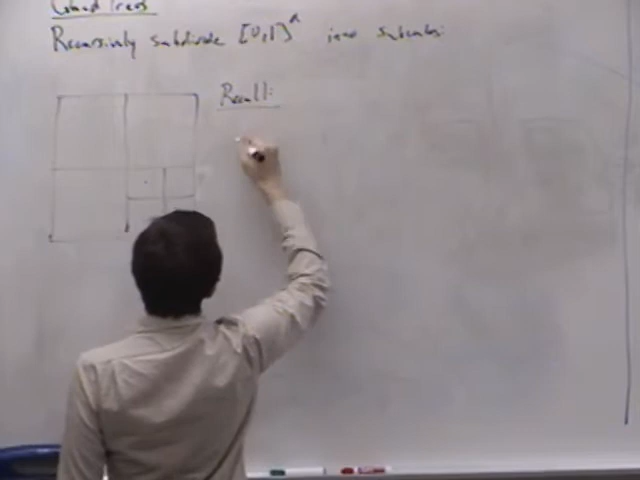 Quad Trees
Recursively subdivide [0,1]^d into subcubes:
Recall: